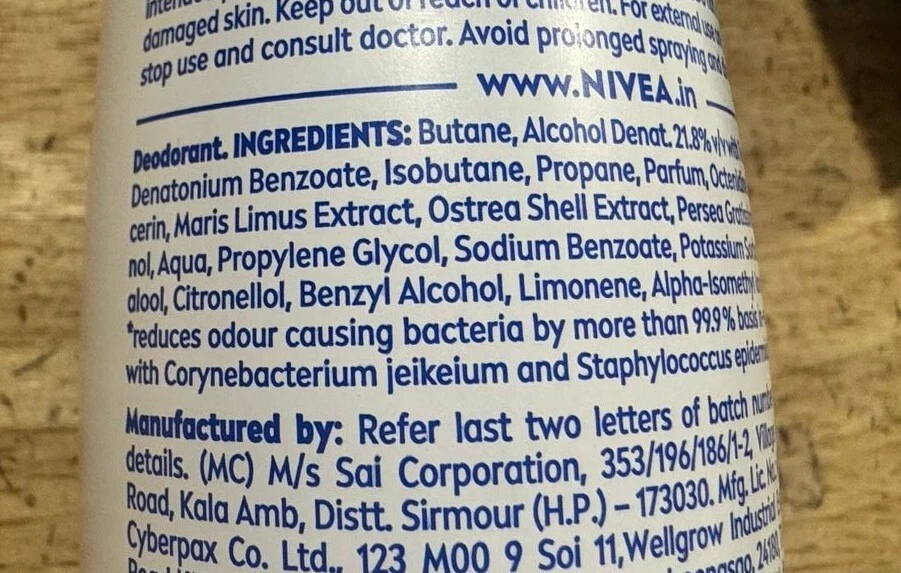 damaged skin. Keep out of reach of children. For external use
stop use and consult doctor. Avoid prolonged spraying and
www.NIVEA.in
Deodorant. INGREDIENTS: Butane, Alcohol Denat. 21.8% v/v with
Denatonium Benzoate, Isobutane, Propane, Parfum,
cerin, Maris Limus Extract, Ostrea Shell Extract, Persea
nol, Aqua, Propylene Glycol, Sodium Benzoate, Potassium
alool, Citronellol, Benzyl Alcohol, Limonene,
*reduces odour causing bacteria by more than 99.9% basis
with Corynebacterium jeikeium and Staphylococcus
Manufactured by: Refer last two letters of batch
details. (MC) M/s Sai Corporation, 353/196/186/1-2,
Road, Kala Amb, Distt. Sirmour (H.P.) – 173030. Mfg. Lic. No.
Cyberpax Co. Ltd., 123 MOO 9 Soi 11, Wellgrow Industrial